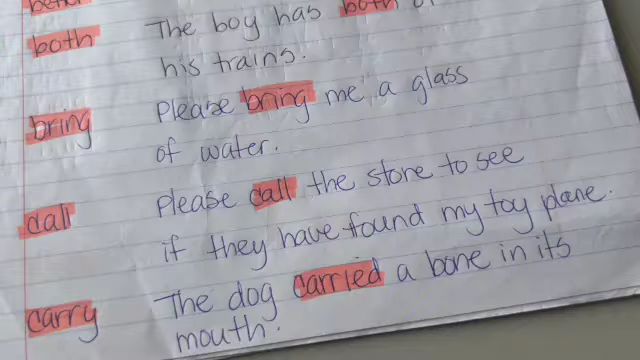 both The boy has both of
his trains.
bring Please bring me a glass
of water.
call Please call the store to see
if they have found my toy plane.
carry The dog carried a bone in its
mouth.